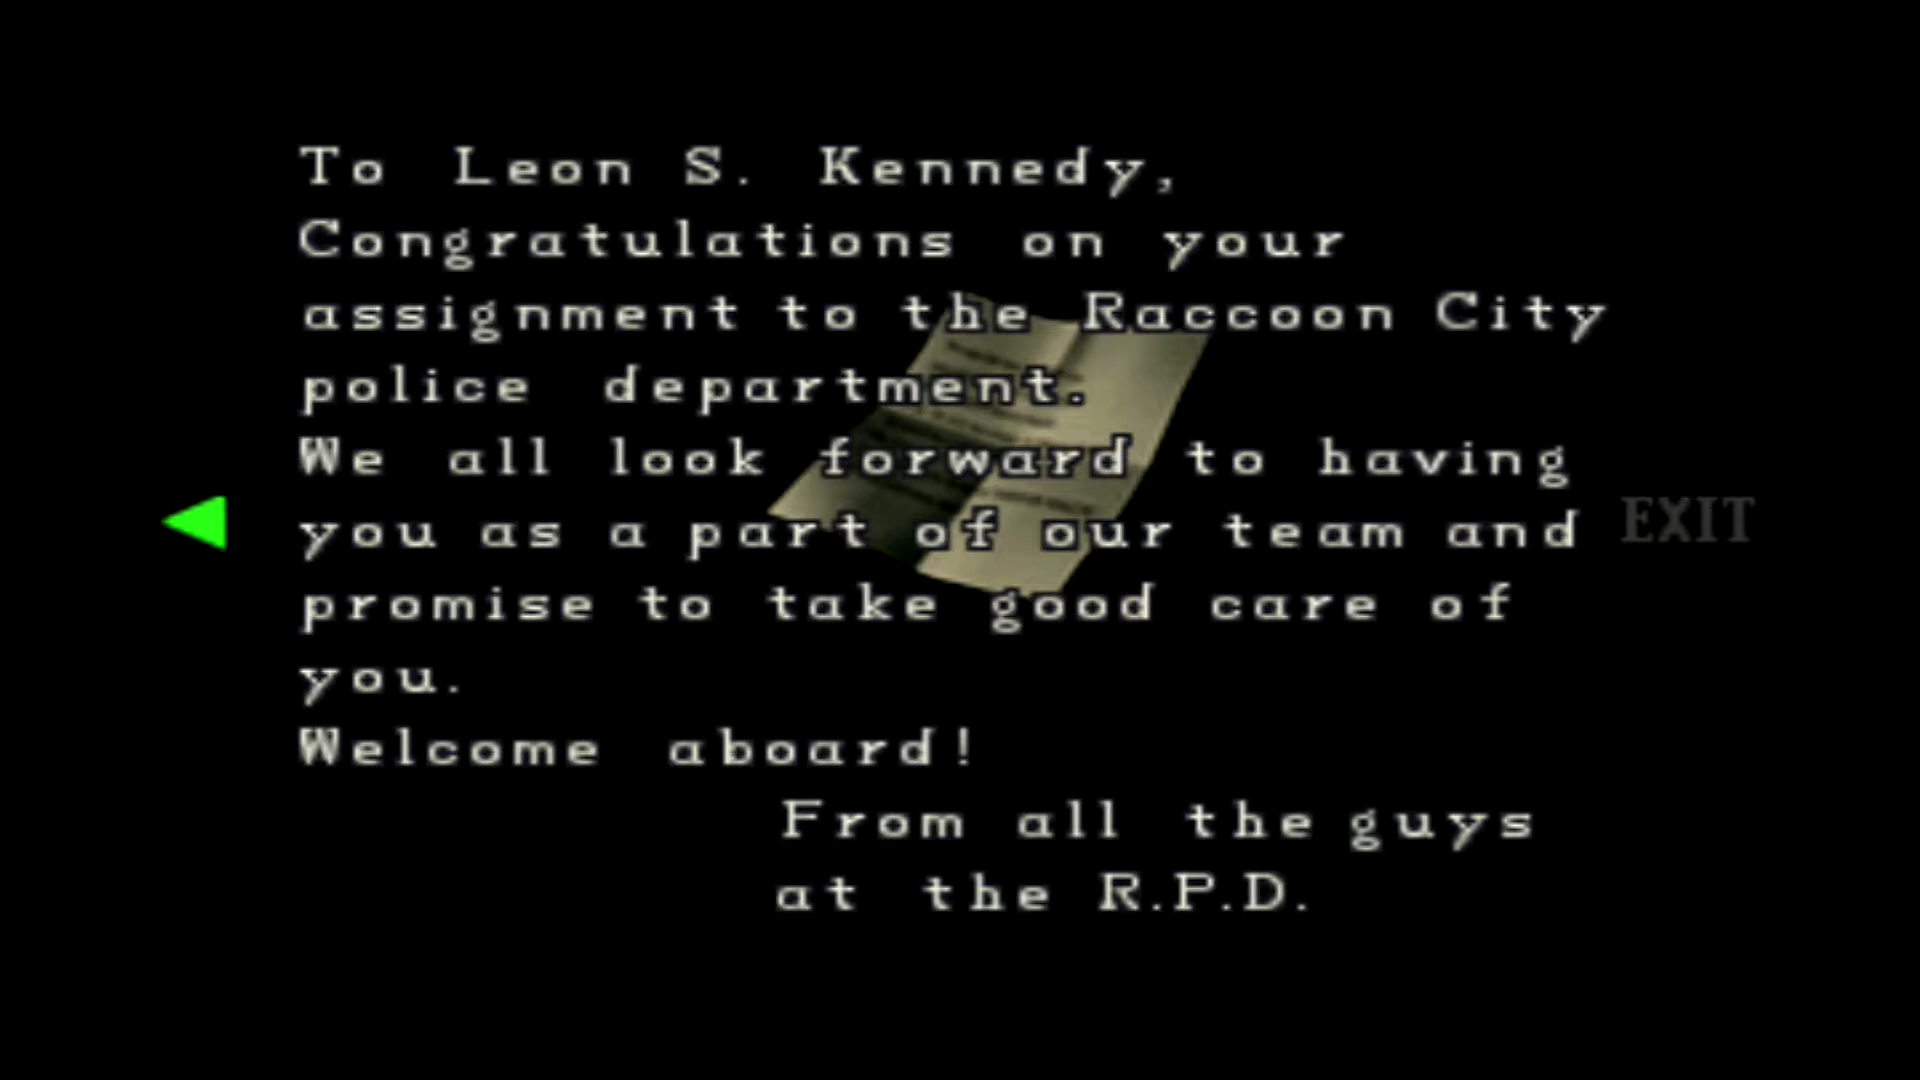 To Leon S. Kennedy,
Congratulations on your
assignment to the Raccoon City
police department.
We all look forward to having
you as a part of our team and
promise to take good care of
you.
Welcome aboard!
From all the guys
at the R.P.D.
EXIT